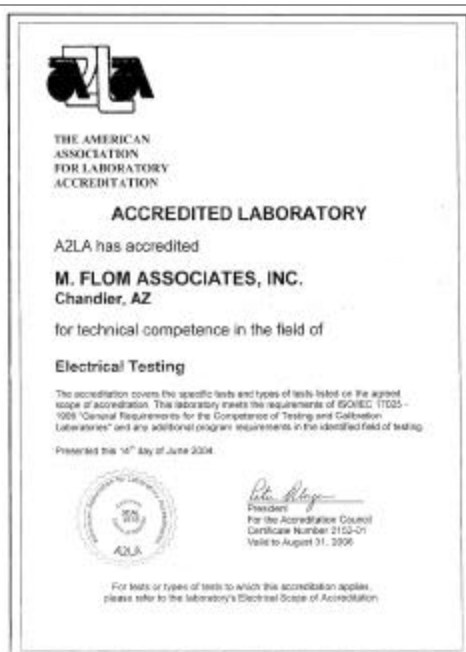 A2LA
THE AMERICAN
ASSOCIATION
FOR LABORATORY
ACCREDITATION
ACCREDITED LABORATORY
A2LA has accredited
M. FLOM ASSOCIATES, INC.
Chandler, AZ
for technical competence in the field of
Electrical Testing
The accreditation covers the specific tests and types of tests listed on the agreed
scope of accreditation. This laboratory meets the requirements of ISO/IEC 17025 -
1999 "General Requirements for the Competence of Testing and Calibration
Laboratories" and any additional program requirements in the identified field of testing.
Presented this day of June 2004.
SEAL
A2LA
President
For the Accreditation Council
Certificate Number 2152-01
Valid to August 31, 2006
For tests or types of tests to which this accreditation applies,
please refer to the laboratory's Electrical Scope of Accreditation